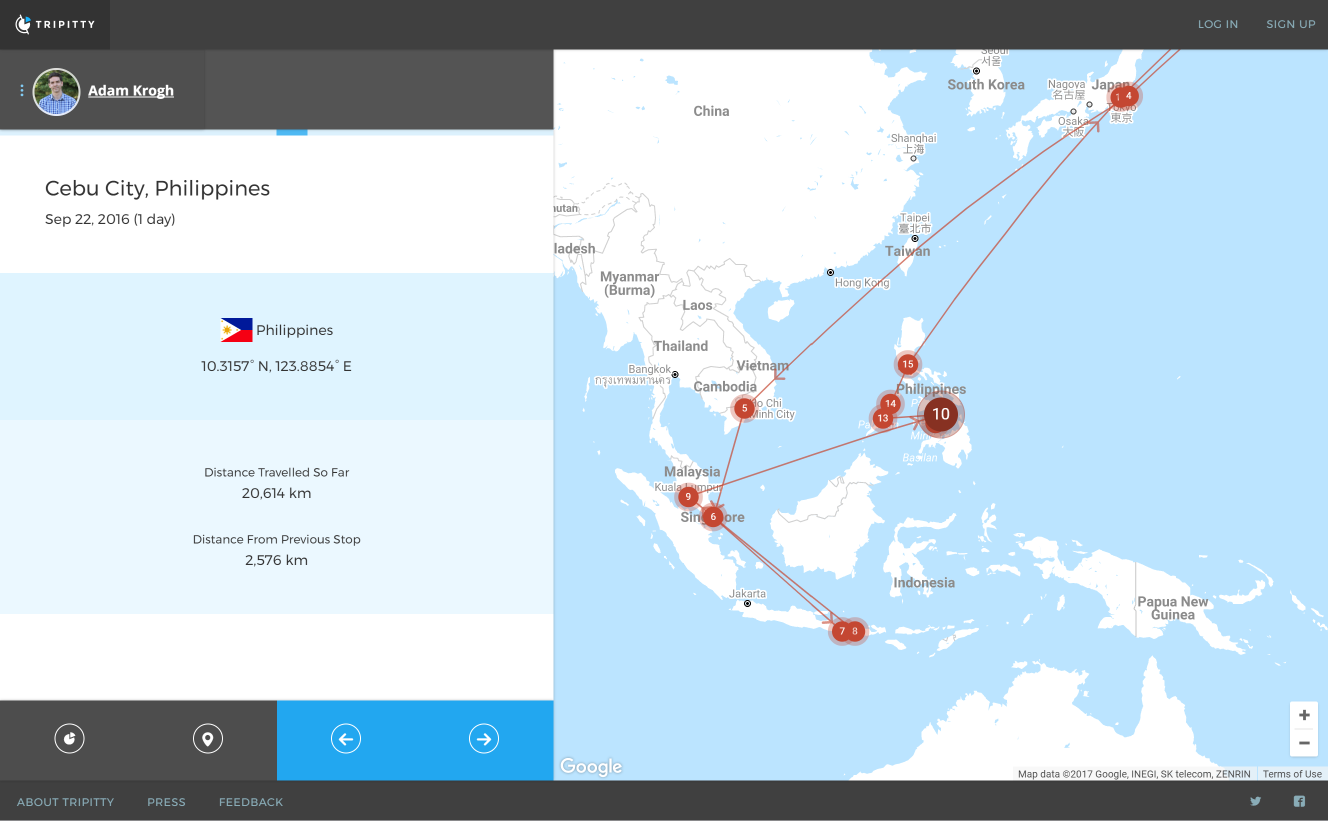 TRIPITTY
LOG IN
SIGN UP
Adam Krogh
Cebu City, Philippines
Sep 22, 2016 (1 day)
Philippines
10.3157° N, 123.8854° E
Distance Travelled So Far
20,614 km
Distance From Previous Stop
2,576 km
Seoul
서울
South Korea
Nagoya
名古屋
Japan
1
4
Tokyo
東京
Osaka
大阪
China
Shanghai
上海
Taipei
臺北市
Taiwan
Hong Kong
Myanmar
(Burma)
Laos
Thailand
Vietnam
Bangkok
กรุงเทพมหานคร
Cambodia
5
Minh City
15
Philippines
14
13
10
Basilan
Malaysia
Kuala Lumpur
9
6
Indonesia
Jakarta
7
8
Papua New
Guinea
+
−
Google
Map data ©2017 Google, INEGI, SK telecom, ZENRIN
Terms of Use
ABOUT TRIPITTY
PRESS
FEEDBACK